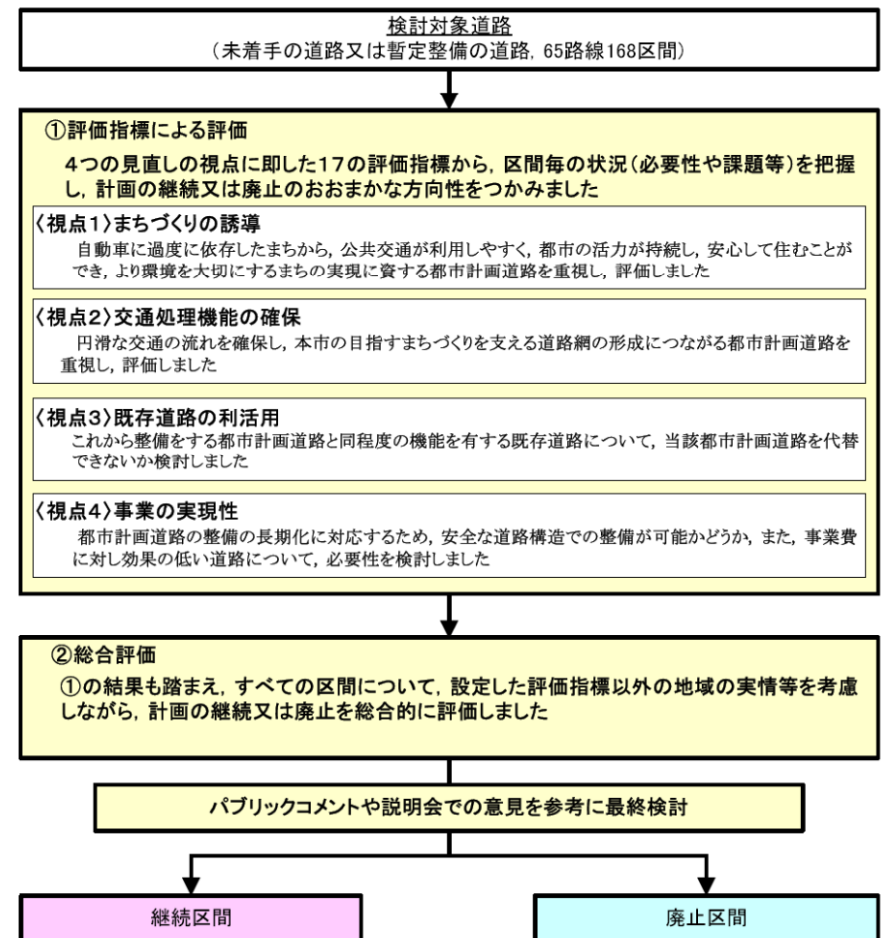 検討対象道路
（未着手の道路又は暫定整備の道路，65路線168区間）
①評価指標による評価
４つの見直しの視点に即した１７の評価指標から，区間毎の状況（必要性や課題等）を把握
し，計画の継続又は廃止のおおまかな方向性をつかみました
〈視点１〉まちづくりの誘導
自動車に過度に依存したまちから，公共交通が利用しやすく，都市の活力が持続し，安心して住むことが
でき，より環境を大切にするまちの実現に資する都市計画道路を重視し，評価しました
〈視点２〉交通処理機能の確保
円滑な交通の流れを確保し，本市の目指すまちづくりを支える道路網の形成につながる都市計画道路を
重視し，評価しました
〈視点３〉既存道路の利活用
これから整備をする都市計画道路と同程度の機能を有する既存道路について，当該都市計画道路を代替
できないか検討しました
〈視点４〉事業の実現性
都市計画道路の整備の長期化に対応するため，安全な道路構造での整備が可能かどうか，また，事業費
に対し効果の低い道路について，必要性を検討しました
②総合評価
①の結果も踏まえ，すべての区間について，設定した評価指標以外の地域の実情等を考慮
しながら，計画の継続又は廃止を総合的に評価しました
パブリックコメントや説明会での意見を参考に最終検討
継続区間
廃止区間